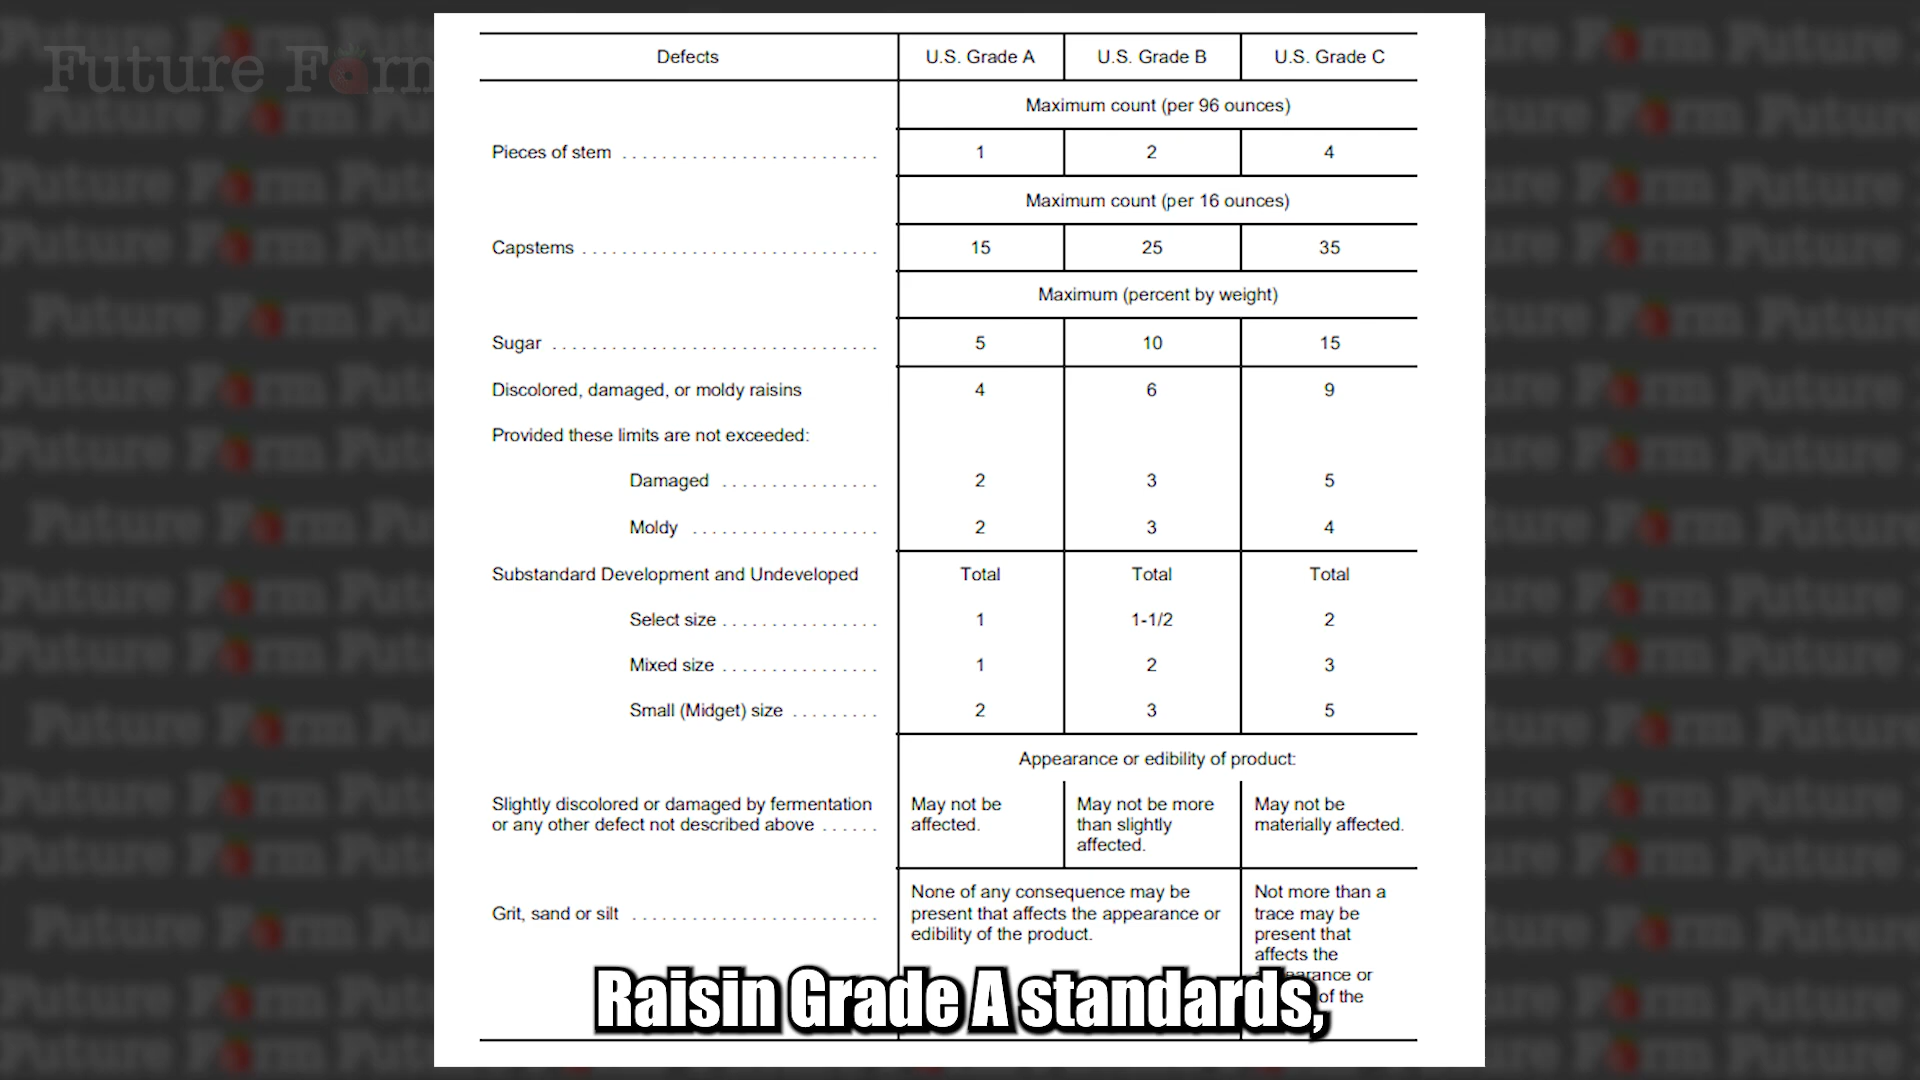 Future Farm
Defects U.S. Grade A U.S. Grade B U.S. Grade C
Maximum count (per 96 ounces)
Pieces of stem 1 2 4
Maximum count (per 16 ounces)
Capstems 15 25 35
Maximum (percent by weight)
Sugar 5 10 15
Discolored, damaged, or moldy raisins 4 6 9
Provided these limits are not exceeded:
Damaged 2 3 5
Moldy 2 3 4
Substandard Development and Undeveloped Total Total Total
Select size 1 1-1/2 2
Mixed size 1 2 3
Small (Midget) size 2 3 5
Appearance or edibility of product:
Slightly discolored or damaged by fermentation
or any other defect not described above
May not be
affected.
May not be more
than slightly
affected.
May not be
materially affected.
Grit, sand or silt
None of any consequence may be
present that affects the appearance or
edibility of the product.
Not more than a
trace may be
present that
affects the
or
of the
Raisin Grade A standards,